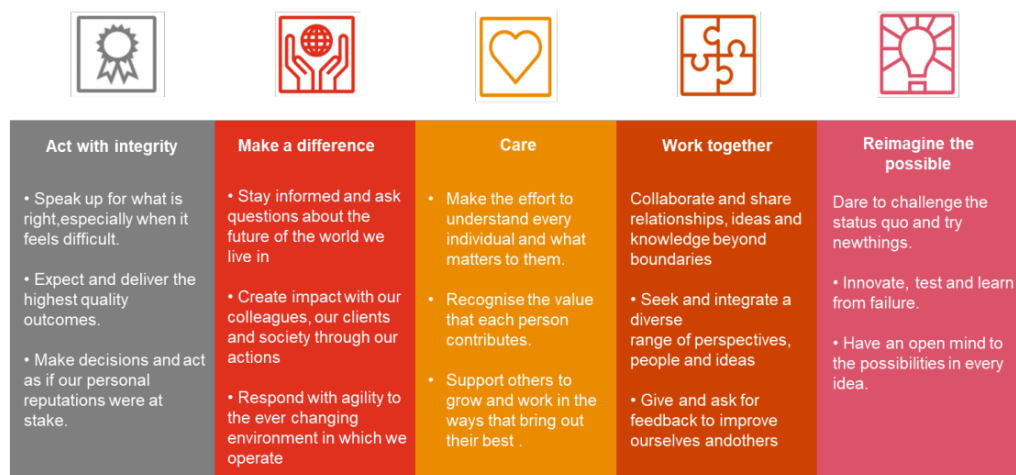 Act with integrity
• Speak up for what is
right,especially when it
feels difficult.
• Expect and deliver the
highest quality
outcomes.
• Make decisions and act
as if our personal
reputations were at
stake.
Make a difference
• Stay informed and ask
questions about the
future of the world we
live in
• Create impact with our
colleagues, our clients
and society through our
actions
• Respond with agility to
the ever changing
environment in which we
operate
Care
• Make the effort to
understand every
individual and what
matters to them.
• Recognise the value
that each person
contributes.
• Support others to
grow and work in the
ways that bring out
their best .
Work together
Collaborate and share
relationships, ideas and
knowledge beyond
boundaries
• Seek and integrate a
diverse
range of perspectives,
people and ideas
• Give and ask for
feedback to improve
ourselves andothers
Reimagine the
possible
Dare to challenge the
status quo and try
newthings.
• Innovate, test and learn
from failure.
• Have an open mind to
the possibilities in every
idea.